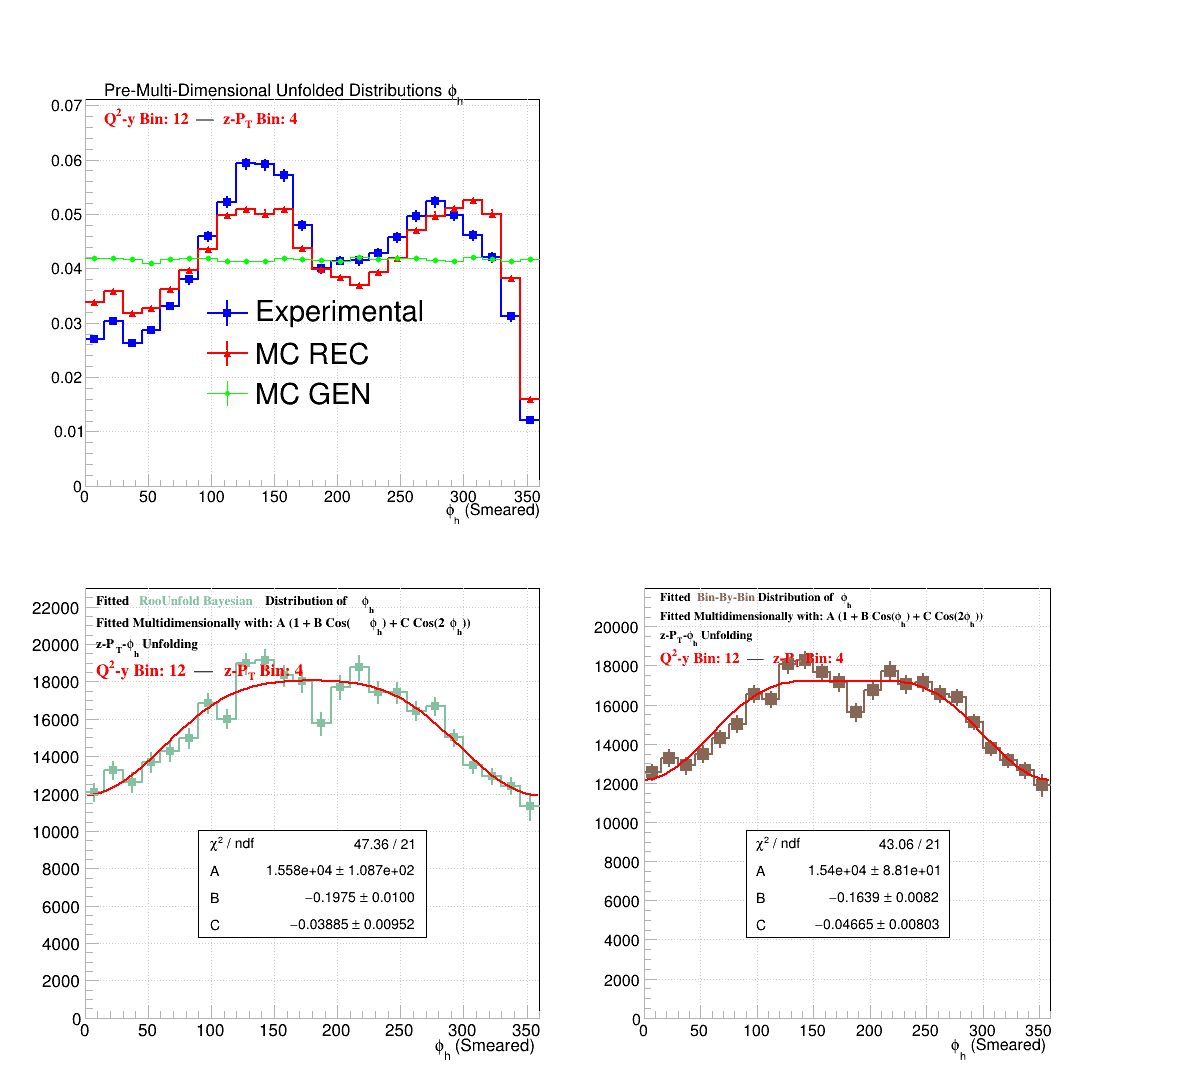 Pre-Multi-Dimensional Unfolded Distributions ϕh
Q2-y Bin: 12 — z-PT Bin: 4
0.07
0.06
0.05
0.04
0.03
0.02
0.01
0
Experimental
MC REC
MC GEN
0 50 100 150 200 250 300 350
ϕh (Smeared)
Fitted RooUnfold Bayesian Distribution of ϕh
Fitted Multidimensionally with: A (1 + B Cos( ϕh) + C Cos(2 ϕh))
z-PT-ϕh Unfolding
Q2-y Bin: 12 — z-PT Bin: 4
22000
20000
18000
16000
14000
12000
10000
8000
6000
4000
2000
0
χ2 / ndf 47.36 / 21
A 1.558e+04 ± 1.087e+02
B −0.1975 ± 0.0100
C −0.03885 ± 0.00952
0 50 100 150 200 250 300 350
ϕh (Smeared)
Fitted Bin-By-Bin Distribution of ϕh
Fitted Multidimensionally with: A (1 + B Cos(ϕh) + C Cos(2ϕh))
z-PT-ϕh Unfolding
Q2-y Bin: 12 — z-PT Bin: 4
20000
18000
16000
14000
12000
10000
8000
6000
4000
2000
0
χ2 / ndf 43.06 / 21
A 1.54e+04 ± 8.81e+01
B −0.1639 ± 0.0082
C −0.04665 ± 0.00803
0 50 100 150 200 250 300 350
ϕh (Smeared)